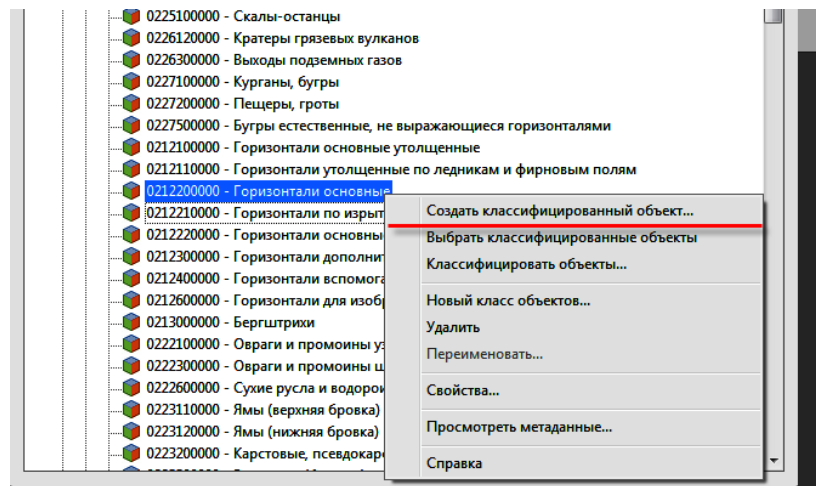 0225100000 - Скалы-останцы
0226120000 - Кратеры грязевых вулканов
0226300000 - Выходы подземных газов
0227100000 - Курганы, бугры
0227200000 - Пещеры, гроты
0227500000 - Бугры естественные, не выражающиеся горизонталями
0212100000 - Горизонтали основные утолщенные
0212110000 - Горизонтали утолщенные по ледникам и фирновым полям
0212200000 - Горизонтали основные
0212210000 - Горизонтали по изрыт
0212220000 - Горизонтали основны
0212300000 - Горизонтали дополнит
0212400000 - Горизонтали вспомога
0212600000 - Горизонтали для изоб
0213000000 - Бергштрихи
0222100000 - Овраги и промоины у
0222300000 - Овраги и промоины ш
0222600000 - Сухие русла и водорои
0223110000 - Ямы (верхняя бровка)
0223120000 - Ямы (нижняя бровка)
0223200000 - Карстовые, псевдокар
Создать классифицированный объект...
Выбрать классифицированные объекты
Классифицировать объекты...
Новый класс объектов...
Удалить
Переименовать...
Свойства...
Просмотреть метаданные...
Справка